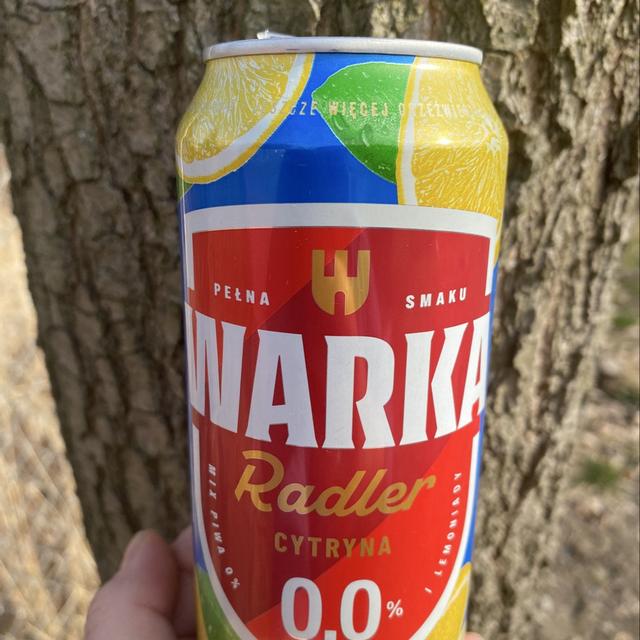 WIĘCEJ
PEŁNA SMAKU
WARKA
Radler
CYTRYNA
MIX PIWA 0%
I LEMONIADY
0.0%